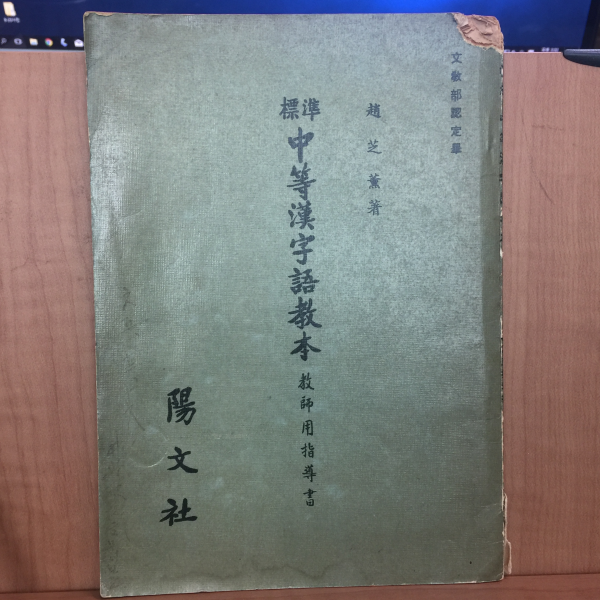 文敎部認定畢
趙芝薰著
標準
中等漢字語敎本
敎師用指導書
陽文社